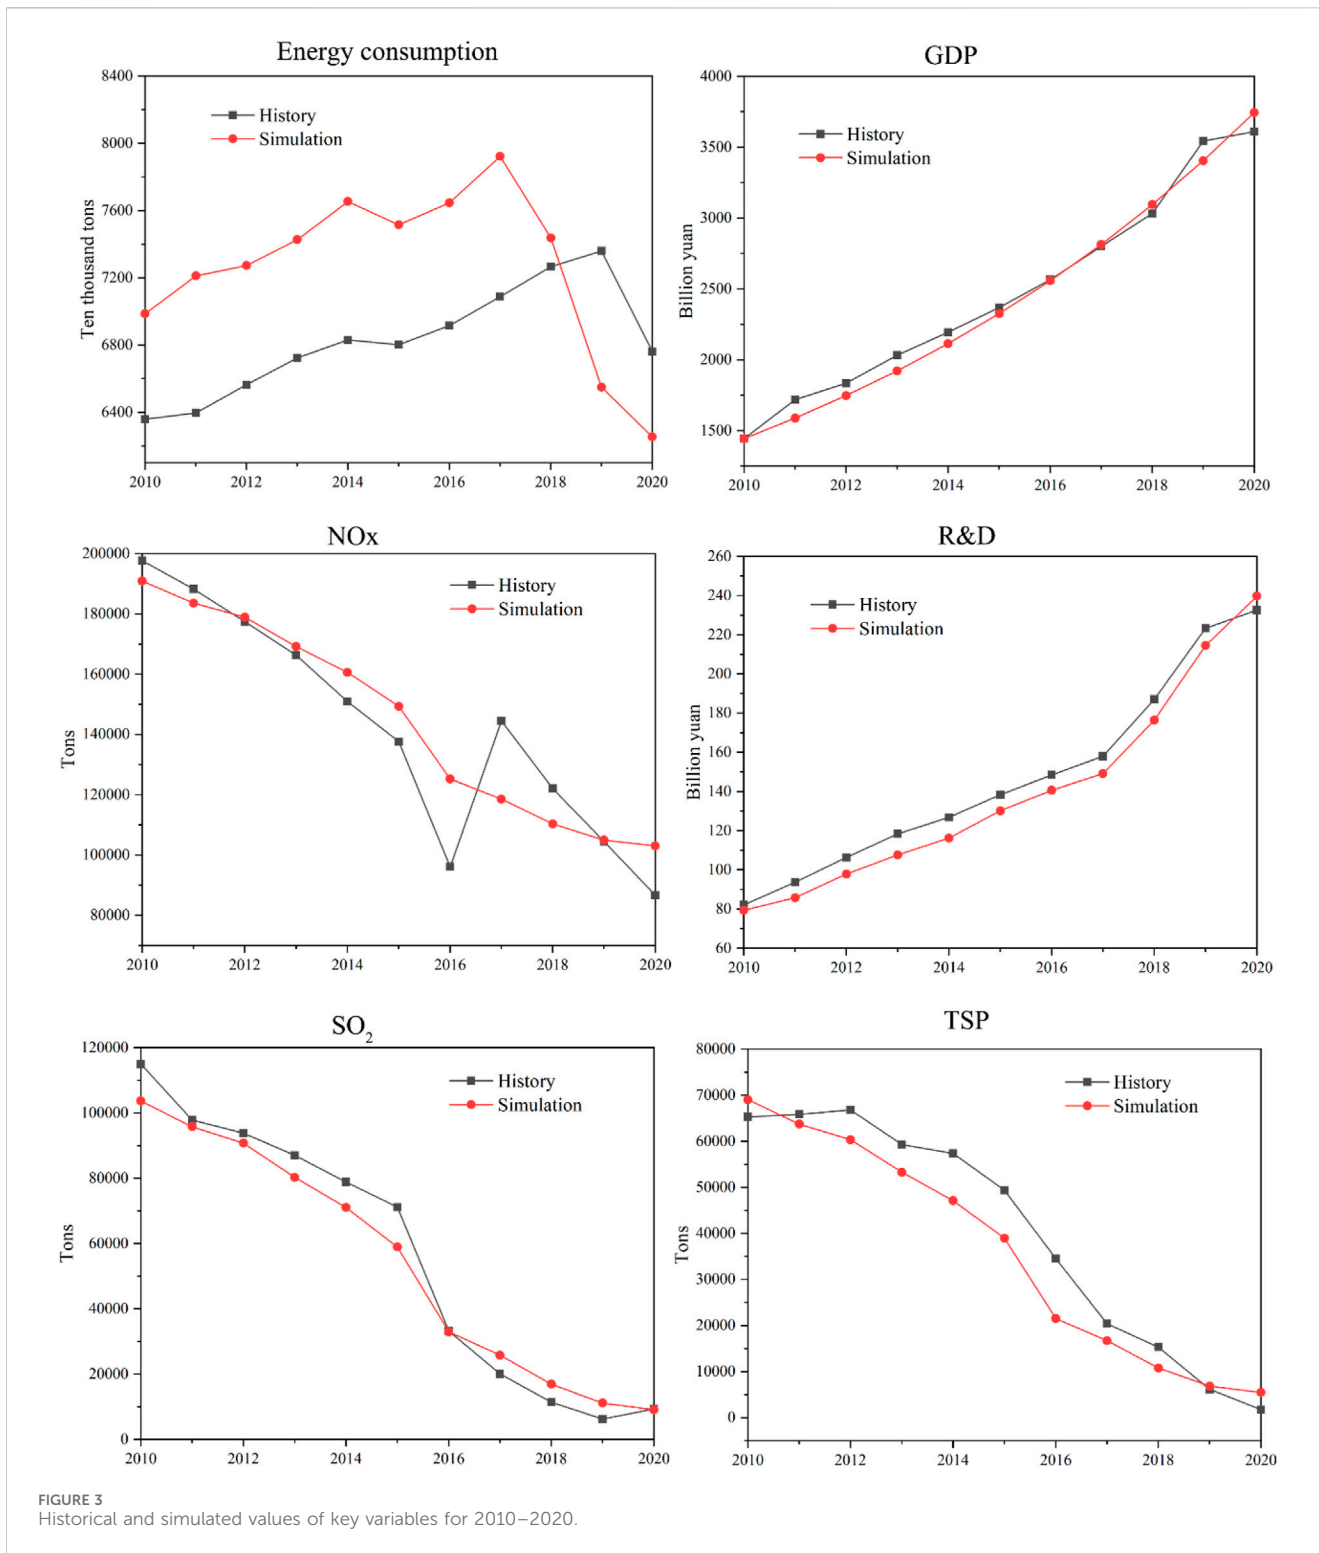 Energy consumption
8400
8000
7600
7200
6800
6400
Ten thousand tons
History
Simulation
2010 2012 2014 2016 2018 2020
GDP
4000
3500
3000
2500
2000
1500
Billion yuan
History
Simulation
2010 2012 2014 2016 2018 2020
NOx
200000
180000
160000
140000
120000
100000
80000
Tons
History
Simulation
2010 2012 2014 2016 2018 2020
R&D
260
240
220
200
180
160
140
120
100
80
60
Billion yuan
History
Simulation
2010 2012 2014 2016 2018 2020
SO2
120000
100000
80000
60000
40000
20000
0
Tons
History
Simulation
2010 2012 2014 2016 2018 2020
TSP
80000
70000
60000
50000
40000
30000
20000
10000
0
Tons
History
Simulation
2010 2012 2014 2016 2018 2020
FIGURE 3
Historical and simulated values of key variables for 2010–2020.